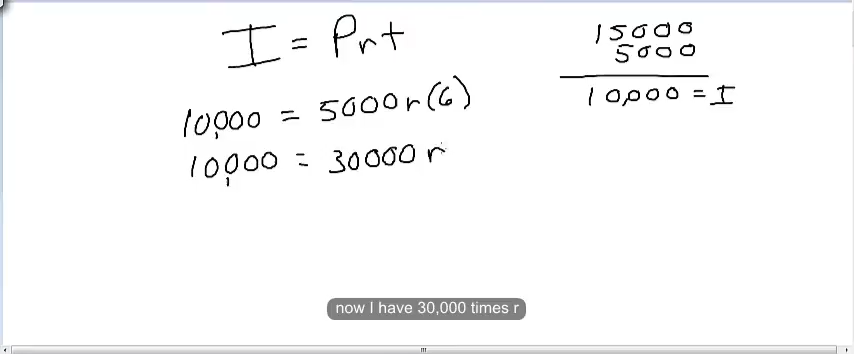 I = Prt
15000
5000
10,000 = I
10,000 = 5000r(6)
10,000 = 30000r
now I have 30,000 times r